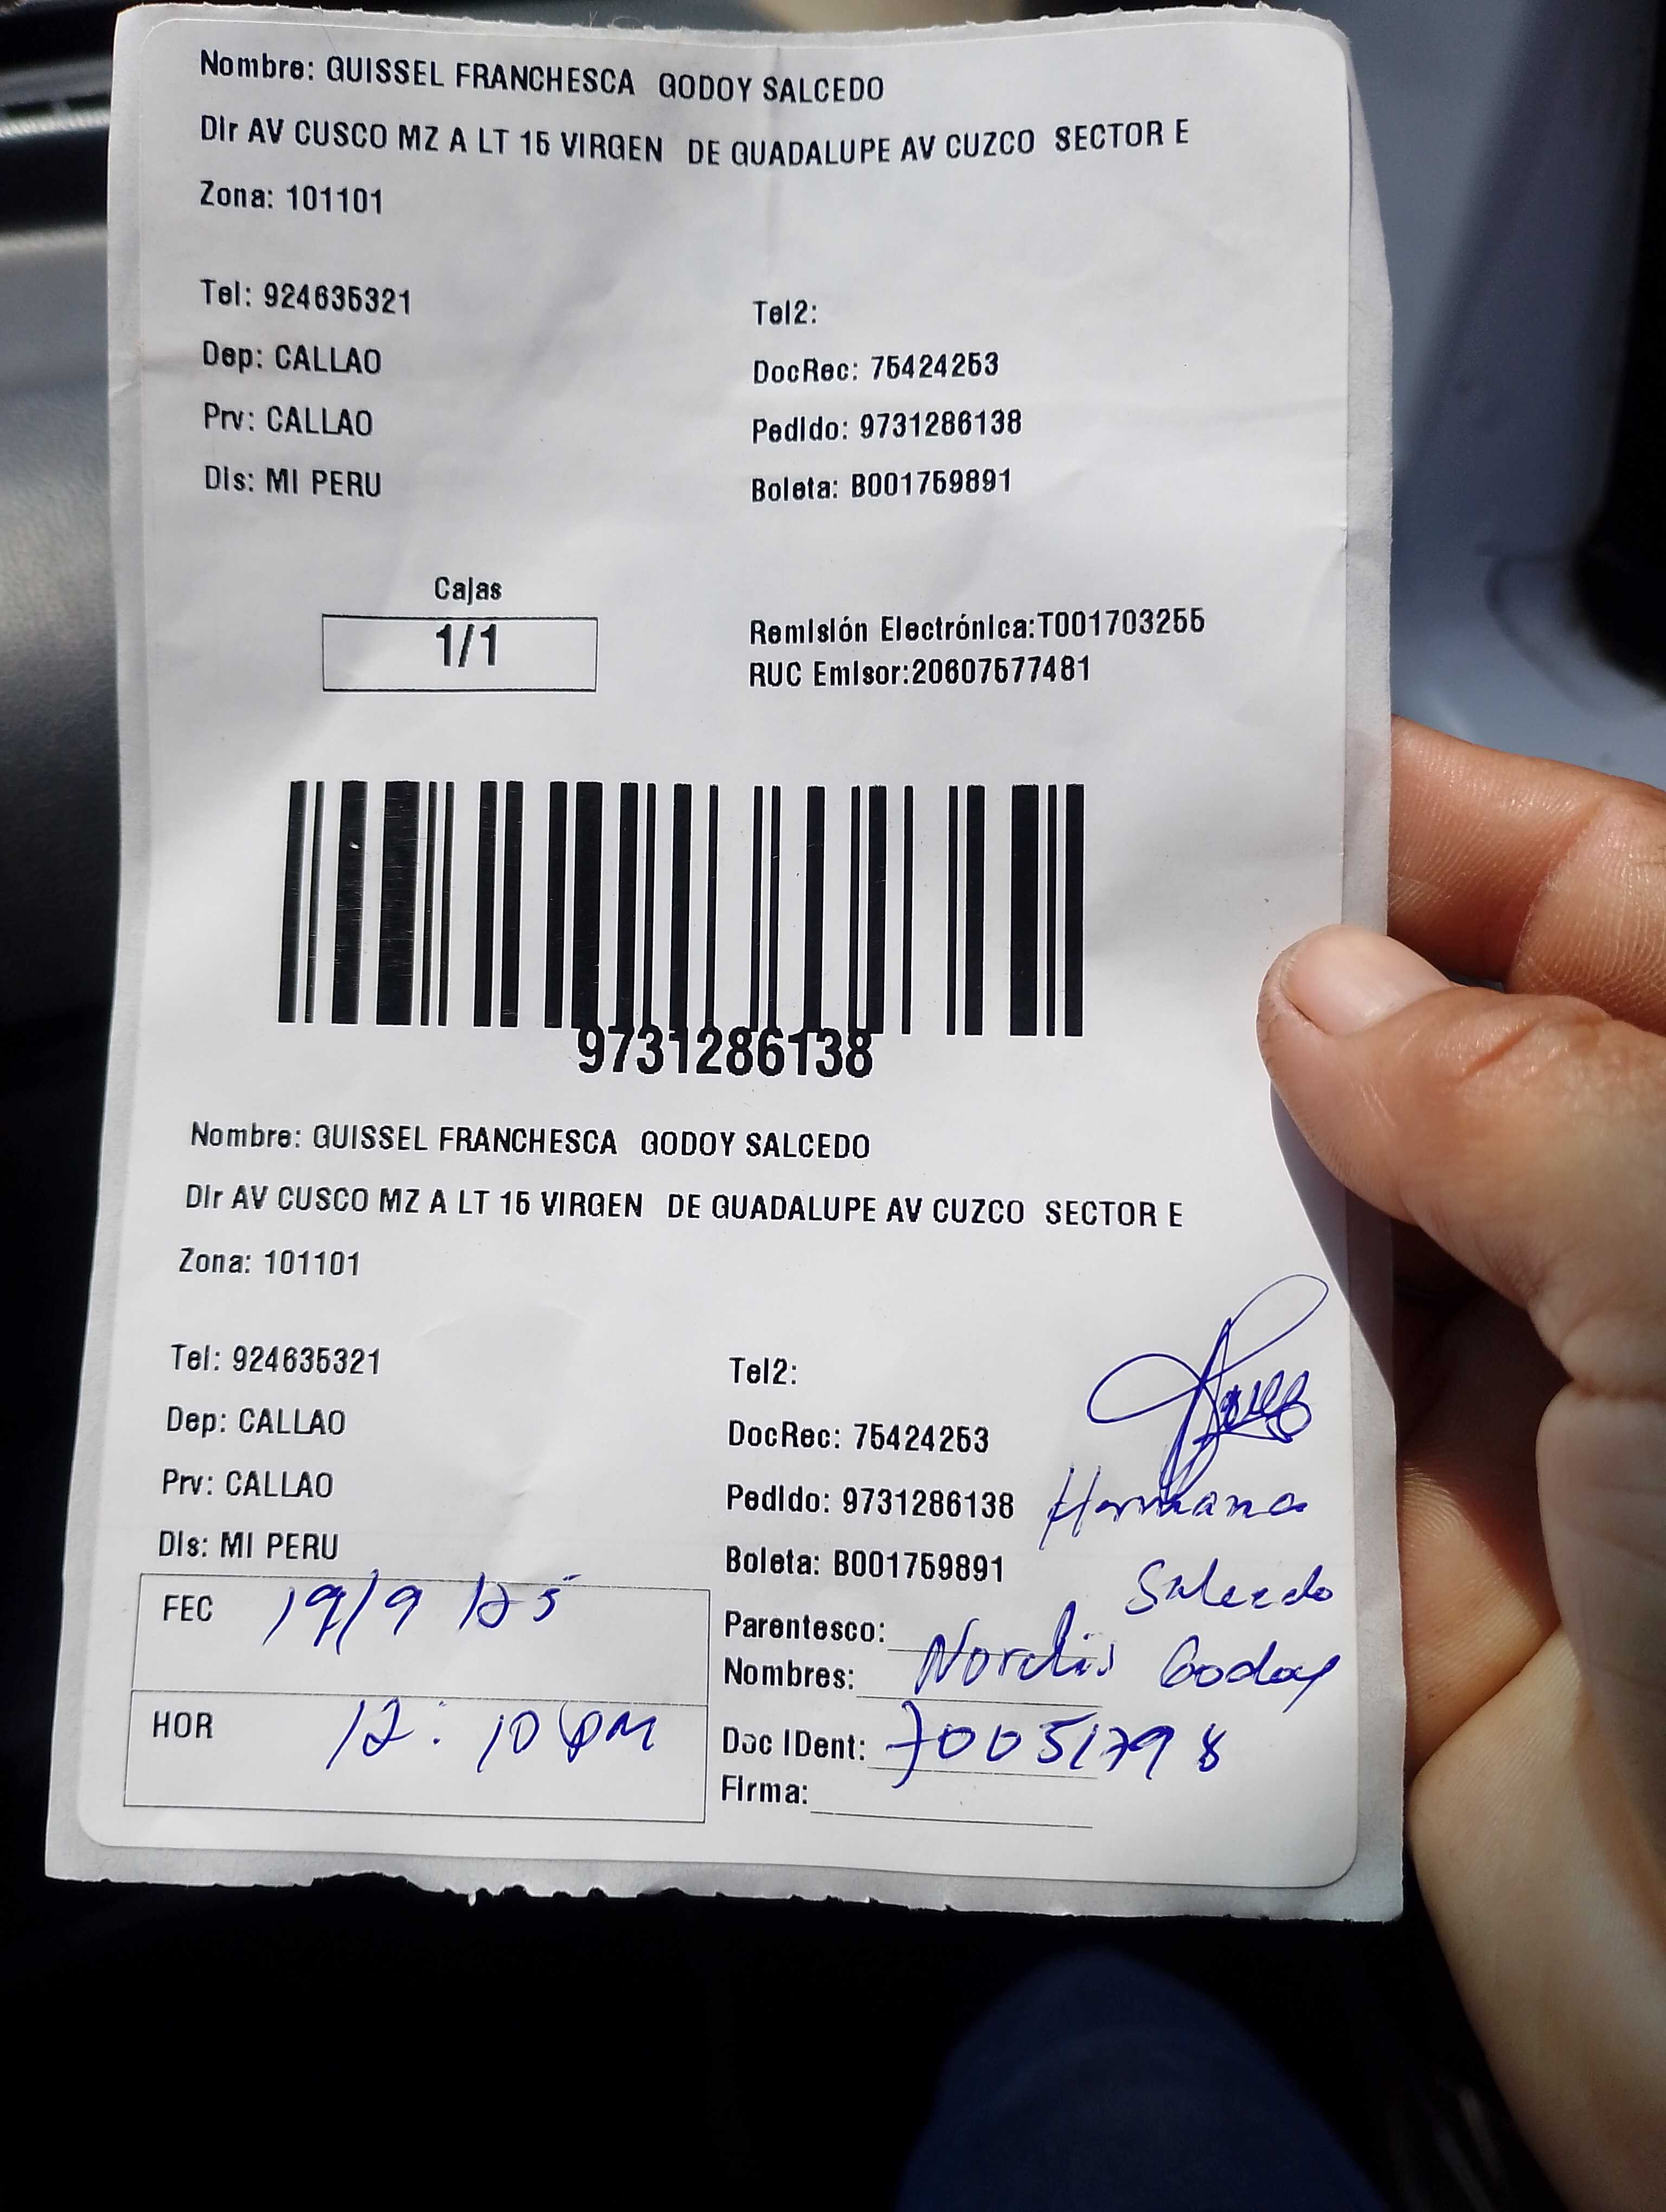 Nombre: GUISSEL FRANCHESCA GODOY SALCEDO
Dir AV CUSCO MZ A LT 15 VIRGEN DE GUADALUPE AV CUZCO SECTOR E
Zona: 101101
Tel: 924635321
Tel2:
Dep: CALLAO
DocRec: 75424253
Prv: CALLAO
Pedido: 9731286138
Dis: MI PERU
Boleta: B001759891
Cajas
1/1
Remisión Electrónica:T001703255
RUC Emisor:20607577481
9731286138
Nombre: GUISSEL FRANCHESCA GODOY SALCEDO
Dir AV CUSCO MZ A LT 15 VIRGEN DE GUADALUPE AV CUZCO SECTOR E
Zona: 101101
Tel: 924635321
Tel2:
Dep: CALLAO
DocRec: 75424253
Prv: CALLAO
Pedido: 9731286138 Hermana
Dis: MI PERU
Boleta: B001759891
Salcedo
FEC 19/9/25
Parentesco:
Nombres: Nordis Godoy
HOR 12:10 PM
Doc IDent: 70051798
Firma: